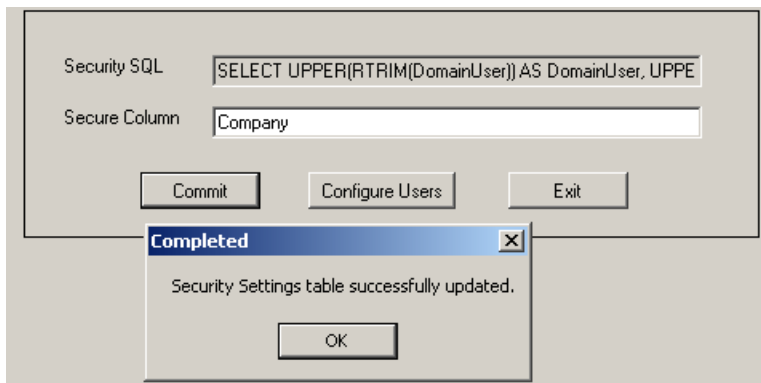 Security SQL
SELECT UPPER(RTRIM(DomainUser)) AS DomainUser, UPPE
Secure Column
Company
Commit Configure Users Exit
Completed
Security Settings table successfully updated.
OK